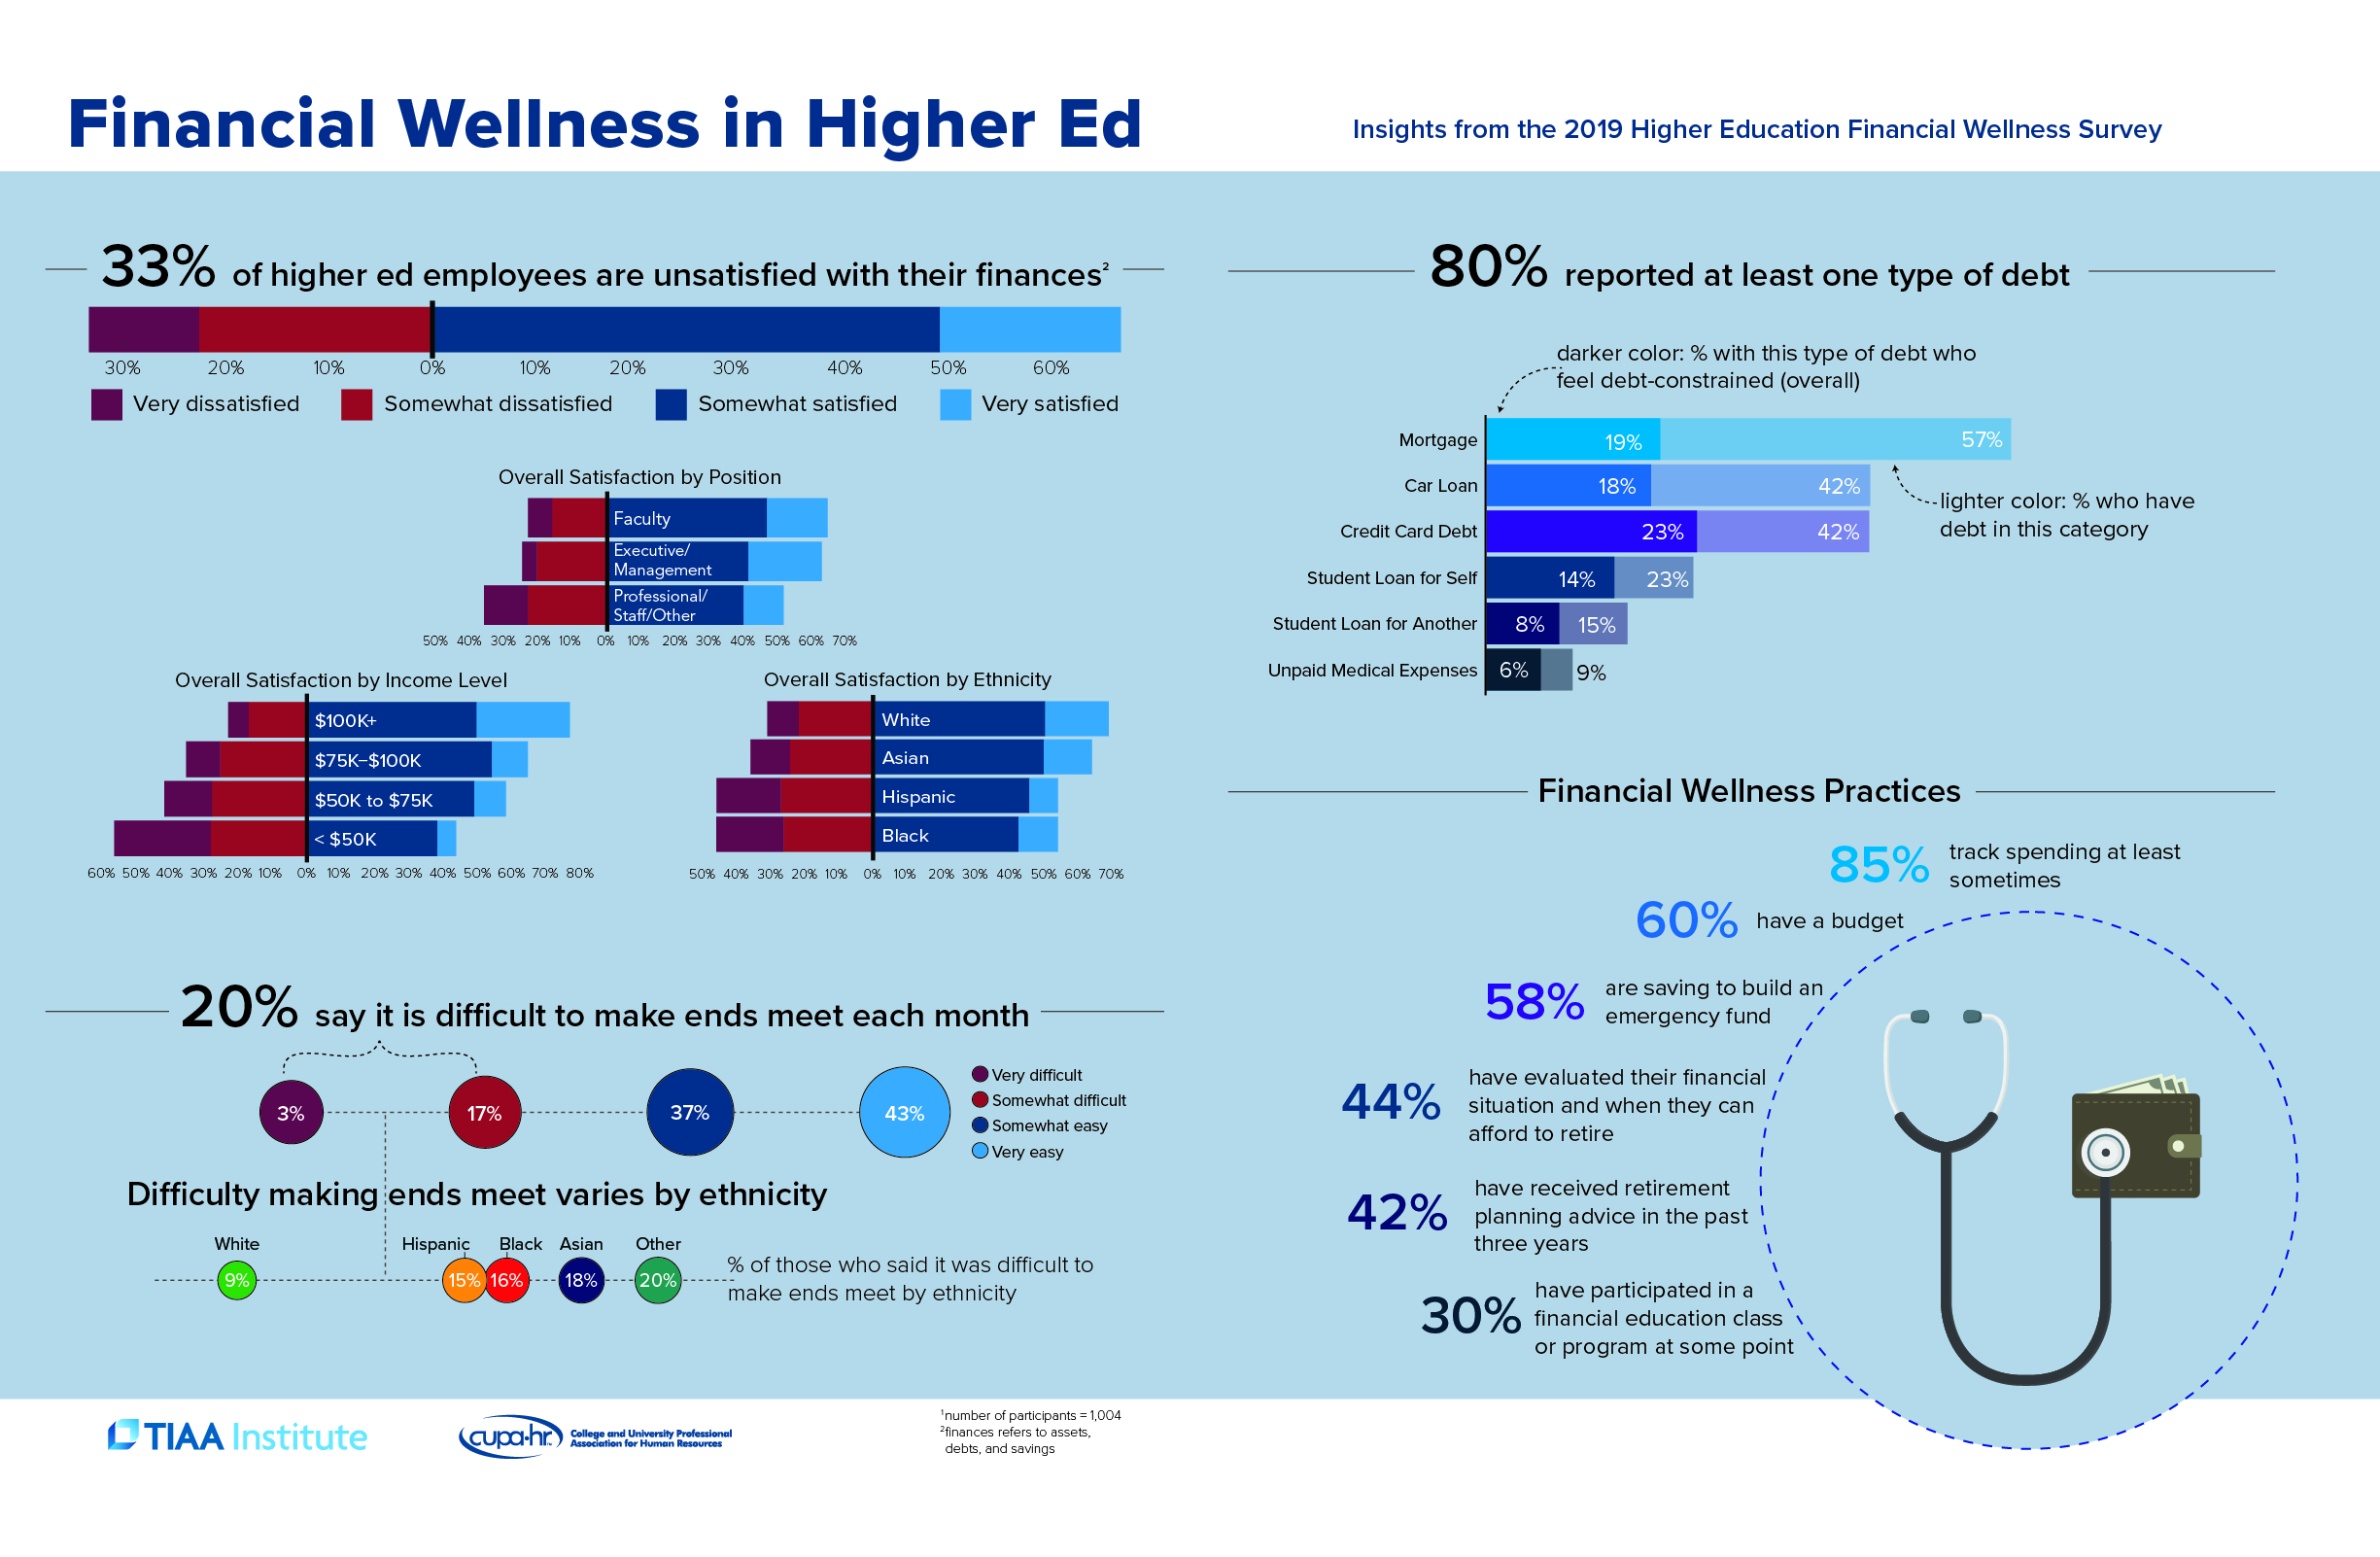 Financial Wellness in Higher Ed
Insights from the 2019 Higher Education Financial Wellness Survey
33% of higher ed employees are unsatisfied with their finances²
30% 20% 10% 0% 10% 20% 30% 40% 50% 60%
Very dissatisfied Somewhat dissatisfied Somewhat satisfied Very satisfied
Overall Satisfaction by Position
Faculty
Executive/
Management
Professional/
Staff/Other
50% 40% 30% 20% 10% 0% 10% 20% 30% 40% 50% 60% 70%
Overall Satisfaction by Income Level
$100K+
$75K–$100K
$50K to $75K
< $50K
60% 50% 40% 30% 20% 10% 0% 10% 20% 30% 40% 50% 60% 70% 80%
Overall Satisfaction by Ethnicity
White
Asian
Hispanic
Black
50% 40% 30% 20% 10% 0% 10% 20% 30% 40% 50% 60% 70%
20% say it is difficult to make ends meet each month
3% 17% 37% 43%
Very difficult
Somewhat difficult
Somewhat easy
Very easy
Difficulty making ends meet varies by ethnicity
White Hispanic Black Asian Other
9% 15% 16% 18% 20%
% of those who said it was difficult to
make ends meet by ethnicity
80% reported at least one type of debt
darker color: % with this type of debt who
feel debt-constrained (overall)
Mortgage 19% 57%
Car Loan 18% 42%
lighter color: % who have
debt in this category
Credit Card Debt 23% 42%
Student Loan for Self 14% 23%
Student Loan for Another 8% 15%
Unpaid Medical Expenses 6% 9%
Financial Wellness Practices
85% track spending at least
sometimes
60% have a budget
58% are saving to build an
emergency fund
44% have evaluated their financial
situation and when they can
afford to retire
42% have received retirement
planning advice in the past
three years
30% have participated in a
financial education class
or program at some point
TIAA Institute
cupa-hr.
College and University Professional
Association for Human Resources
¹number of participants = 1,004
²finances refers to assets,
debts, and savings